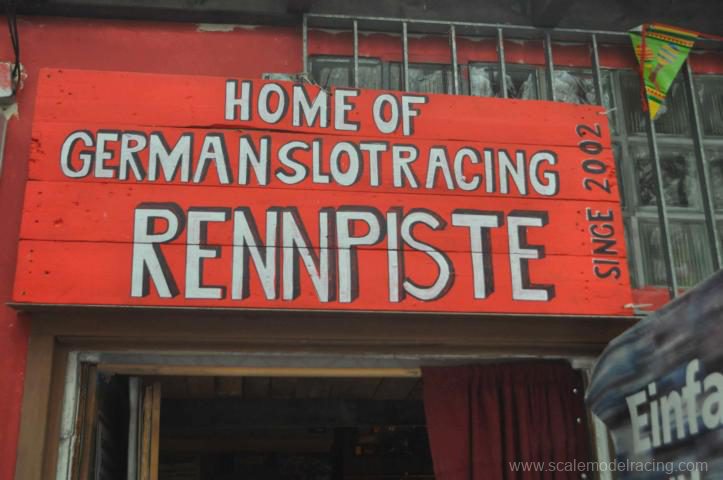 HOME OF
GERMANSLOTRACING
RENNPISTE
SINCE 2002
Einfa
www.scalemodelracing.com